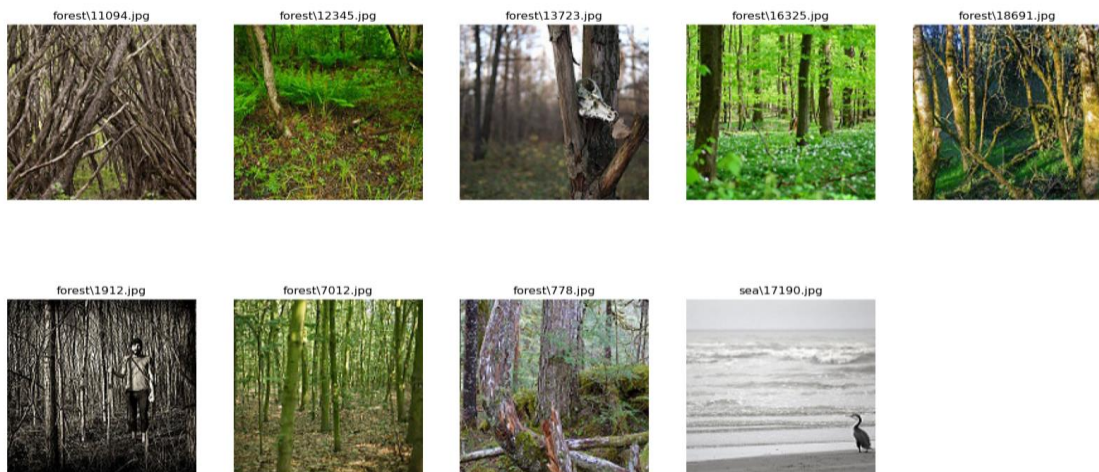 forest\11094.jpg
forest\12345.jpg
forest\13723.jpg
forest\16325.jpg
forest\18691.jpg
forest\1912.jpg
forest\7012.jpg
forest\778.jpg
sea\17190.jpg